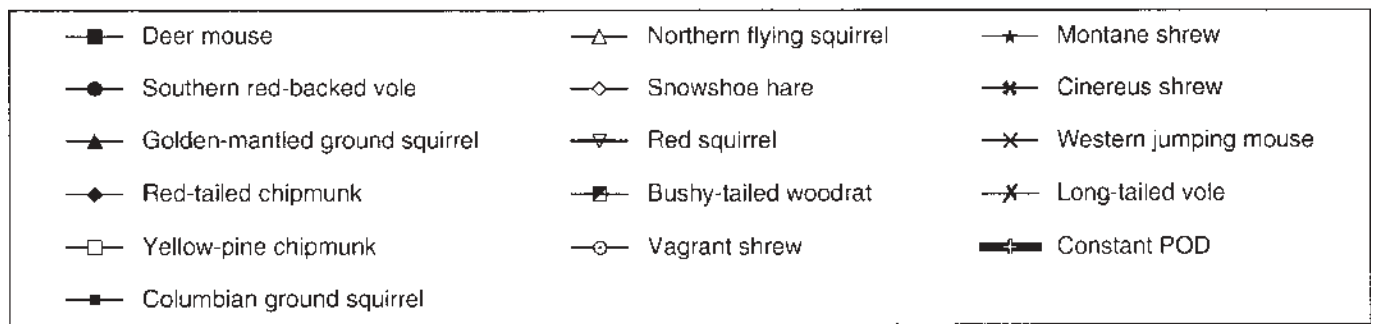 Deer mouse
Southern red-backed vole
Golden-mantled ground squirrel
Red-tailed chipmunk
Yellow-pine chipmunk
Columbian ground squirrel
Northern flying squirrel
Snowshoe hare
Red squirrel
Bushy-tailed woodrat
Vagrant shrew
Montane shrew
Cinereus shrew
Western jumping mouse
Long-tailed vole
Constant POD